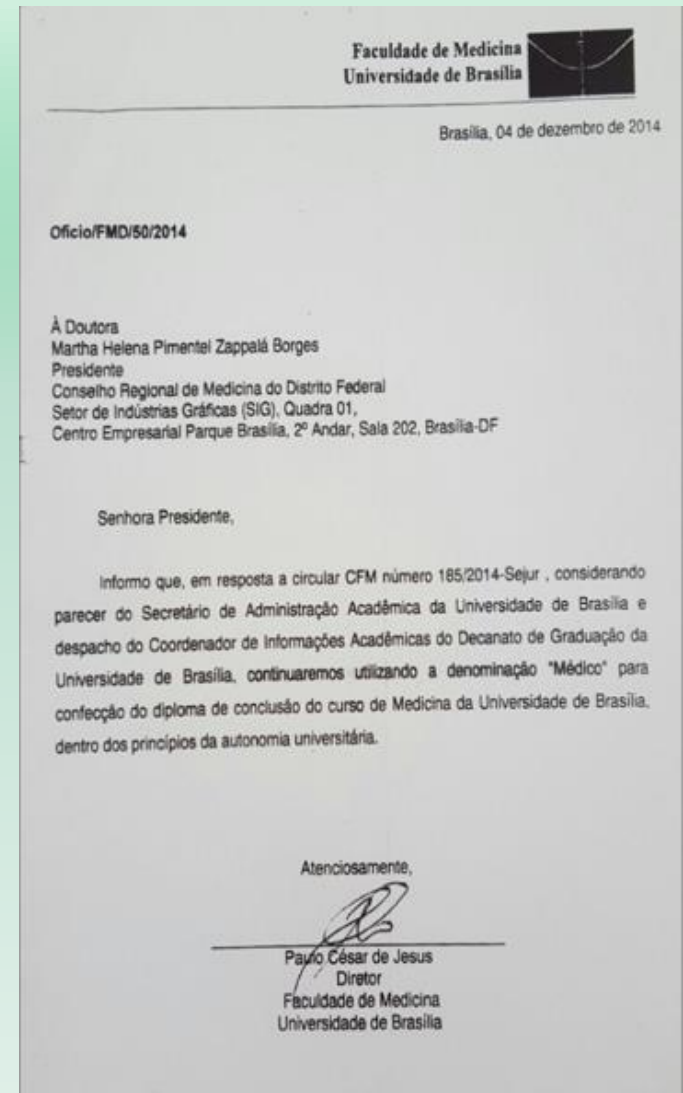 Faculdade de Medicina
Universidade de Brasília
Brasília, 04 de dezembro de 2014
Oficio/FMD/50/2014
À Doutora
Martha Helena Pimentel Zappalá Borges
Presidente
Conselho Regional de Medicina do Distrito Federal
Setor de Indústrias Gráficas (SIG), Quadra 01,
Centro Empresarial Parque Brasília, 2º Andar, Sala 202, Brasília-DF
Senhora Presidente,
Informo que, em resposta a circular CFM número 185/2014-Sejur , considerando
parecer do Secretário de Administração Acadêmica da Universidade de Brasília e
despacho do Coordenador de Informações Acadêmicas do Decanato de Graduação da
Universidade de Brasília, continuaremos utilizando a denominação "Médico" para
confecção do diploma de conclusão do curso de Medicina da Universidade de Brasília,
dentro dos princípios da autonomia universitária.
Atenciosamente,
Paulo César de Jesus
Diretor
Faculdade de Medicina
Universidade de Brasília